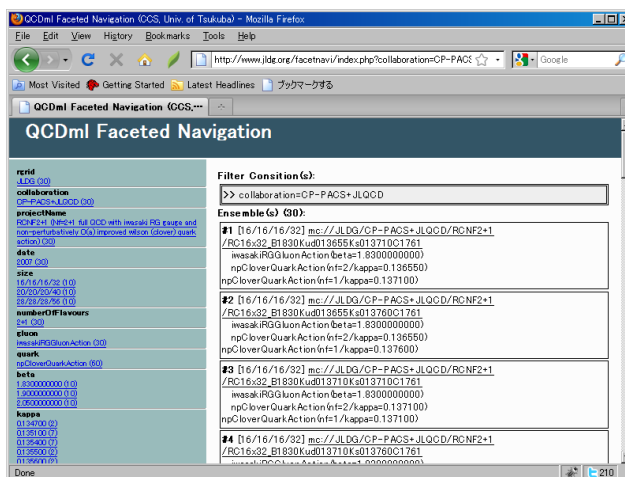 QCDml Faceted Navigation (CCS, Univ. of Tsukuba) - Mozilla Firefox
File Edit View History Bookmarks Tools Help
http://www.jldg.org/facetnavi/index.php?collaboration=CP-PACS
Google
Most Visited Getting Started Latest Headlines ブックマークする
QCDml Faceted Navigation (CCS,...
QCDml Faceted Navigation
rgrid
JLDG (30)
collaboration
CP-PACS+JLQCD (30)
projectName
RCNF2+1 (Nf=2+1 full QCD with iwasaki RG gauge and
non-perturbatively O(a) improved wilson (clover) quark
action) (30)
date
2007 (30)
size
16/16/16/32 (10)
20/20/20/40 (10)
28/28/28/56 (10)
numberOfFlavours
2+1 (30)
gluon
iwasakiRGGluonAction (30)
quark
npCloverQuarkAction (60)
beta
1.8300000000 (10)
1.9000000000 (10)
2.0500000000 (10)
kappa
0.134700 (2)
0.135100 (7)
0.135400 (7)
0.135500 (2)
0.135600 (2)
Filter Consition(s):
>> collaboration=CP-PACS+JLQCD
Ensemble(s) (30):
#1 [16/16/16/32] mc://JLDG/CP-PACS+JLQCD/RCNF2+1
/RC16x32_B1830Kud013655Ks013710C1761
iwasakiRGGluonAction(beta=1.8300000000)
npCloverQuarkAction(nf=2/kappa=0.136550)
npCloverQuarkAction(nf=1/kappa=0.137100)
#2 [16/16/16/32] mc://JLDG/CP-PACS+JLQCD/RCNF2+1
/RC16x32_B1830Kud013655Ks013760C1761
iwasakiRGGluonAction(beta=1.8300000000)
npCloverQuarkAction(nf=2/kappa=0.136550)
npCloverQuarkAction(nf=1/kappa=0.137600)
#3 [16/16/16/32] mc://JLDG/CP-PACS+JLQCD/RCNF2+1
/RC16x32_B1830Kud013710Ks013710C1761
iwasakiRGGluonAction(beta=1.8300000000)
npCloverQuarkAction(nf=2/kappa=0.137100)
npCloverQuarkAction(nf=1/kappa=0.137100)
#4 [16/16/16/32] mc://JLDG/CP-PACS+JLQCD/RCNF2+1
/RC16x32_B1830Kud013710Ks013760C1761
iwasakiRGGluonAction(beta=1.8300000000)
Done
210